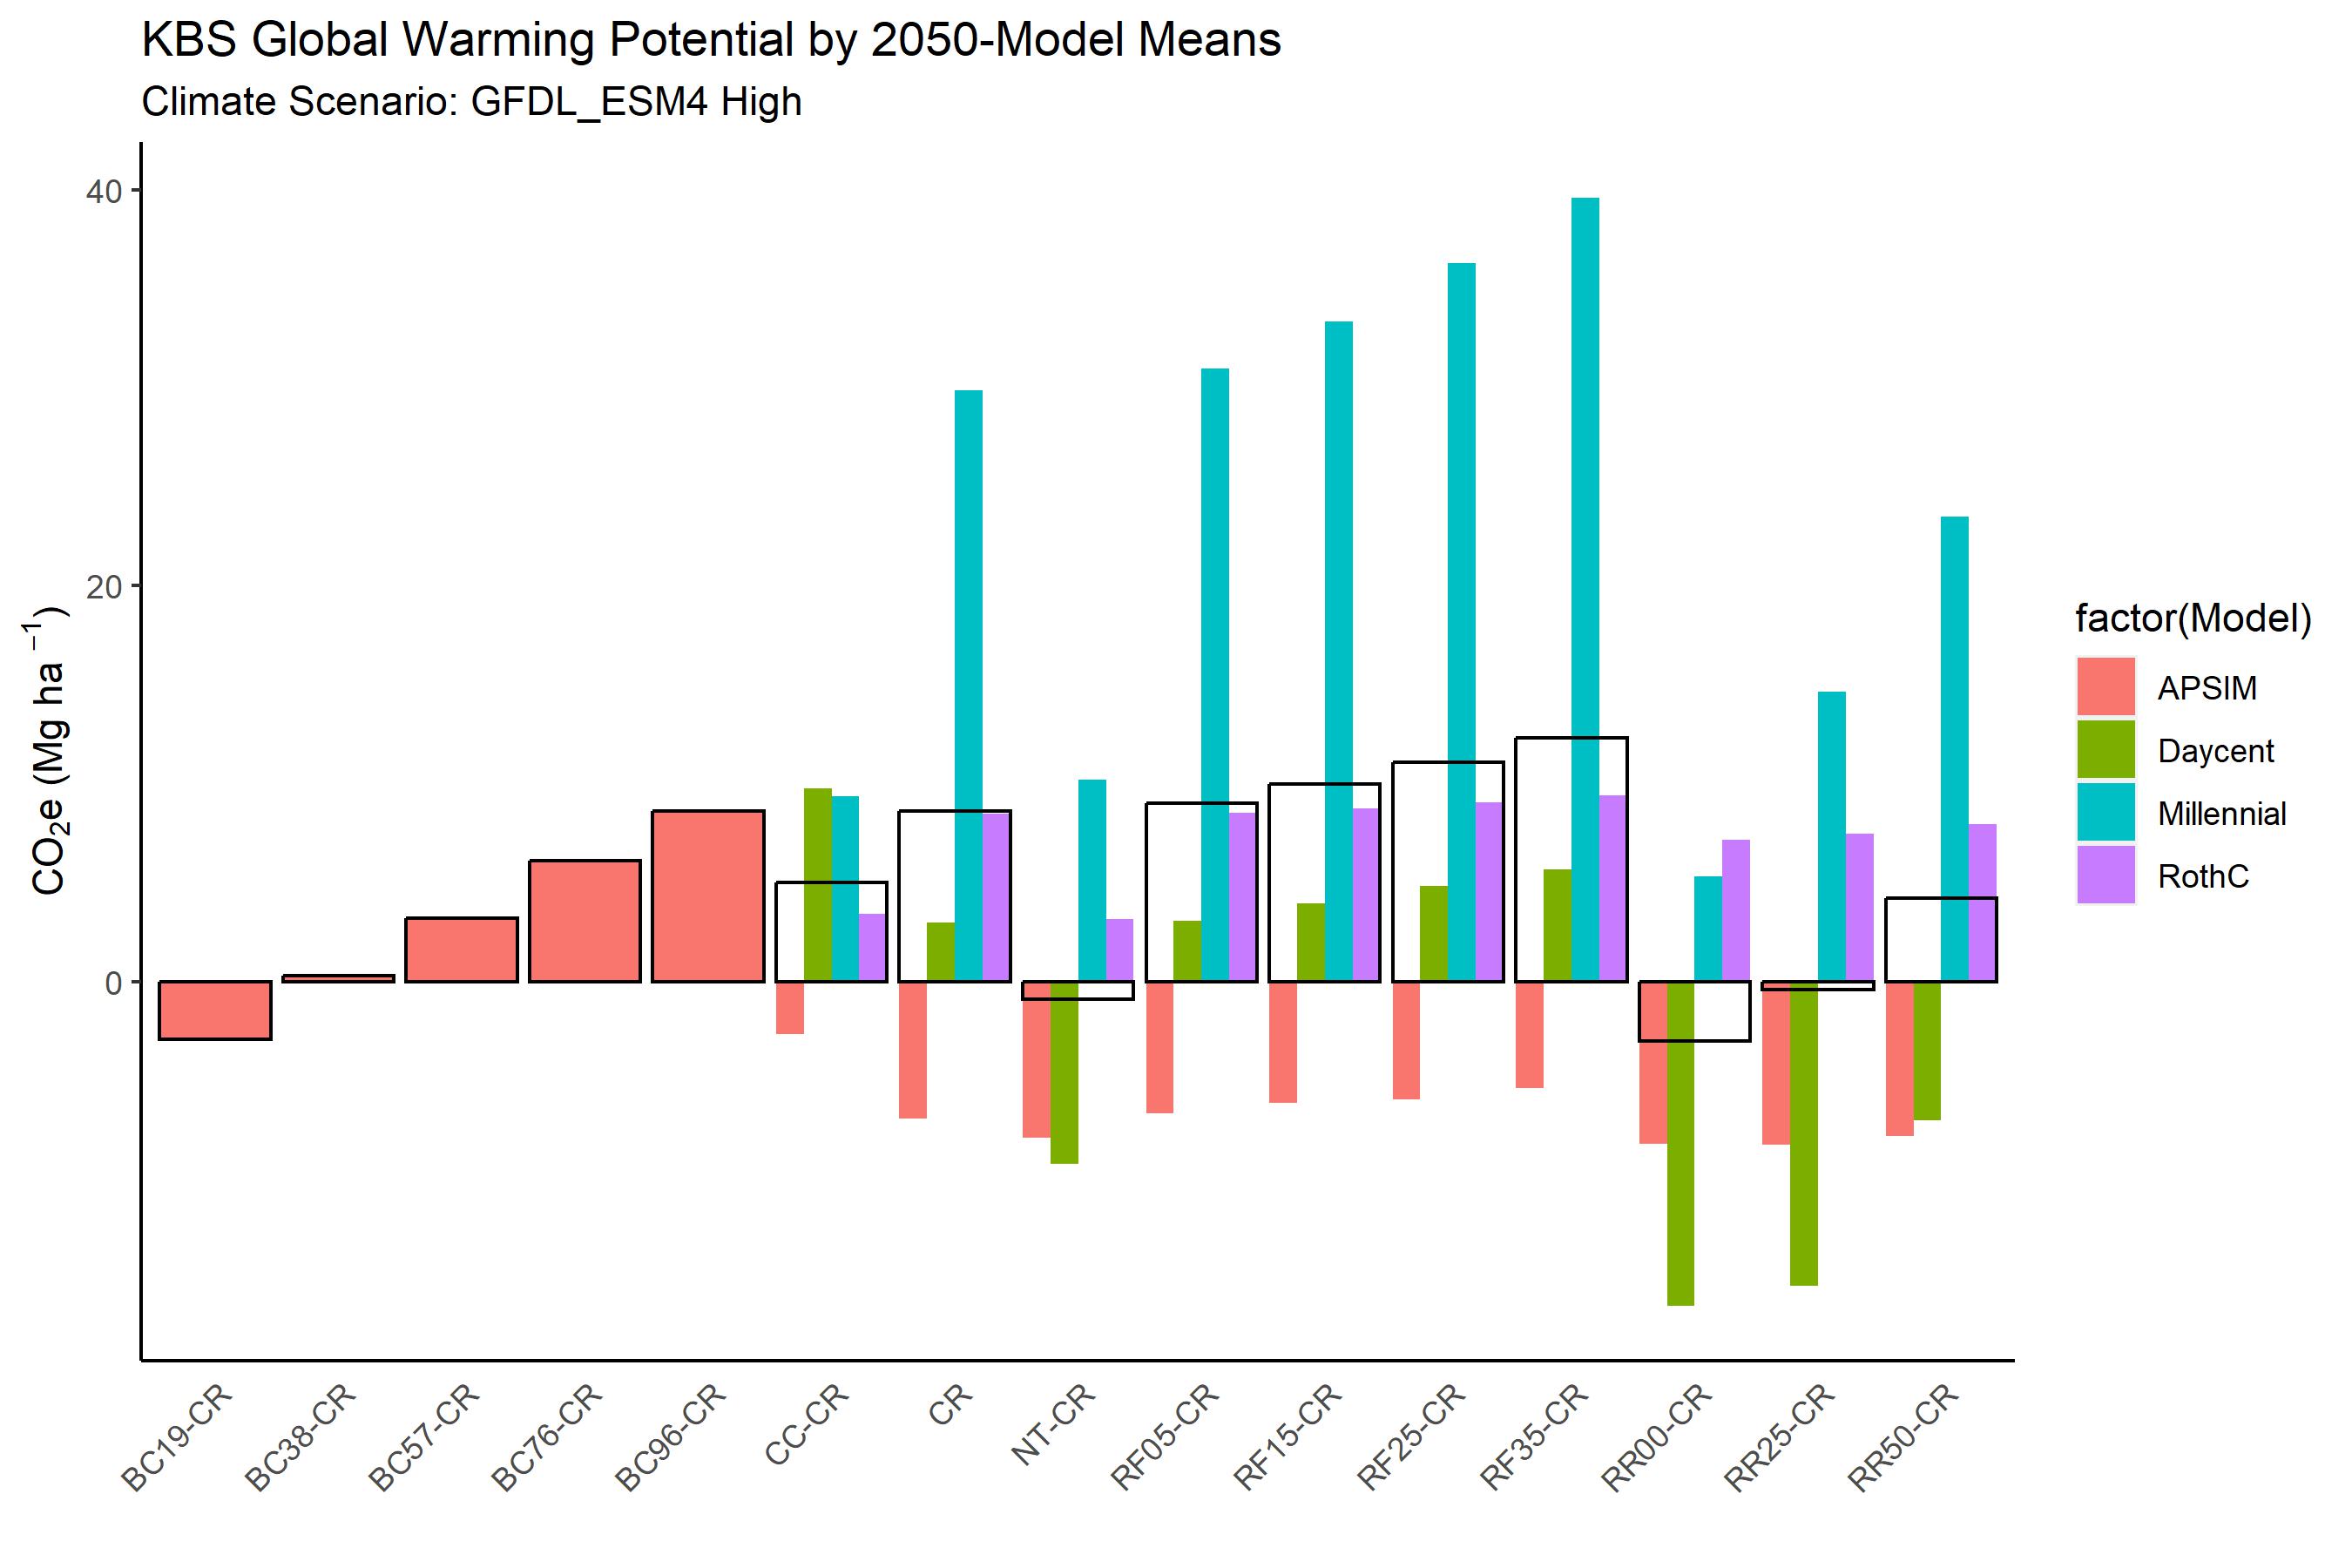 KBS Global Warming Potential by 2050-Model Means
Climate Scenario: GFDL_ESM4 High
CO₂e (Mg ha ⁻¹)
40
20
0
BC19-CR
BC38-CR
BC57-CR
BC76-CR
BC96-CR
CC-CR
CR
NT-CR
RF05-CR
RF15-CR
RF25-CR
RF35-CR
RR00-CR
RR25-CR
RR50-CR
factor(Model)
APSIM
Daycent
Millennial
RothC